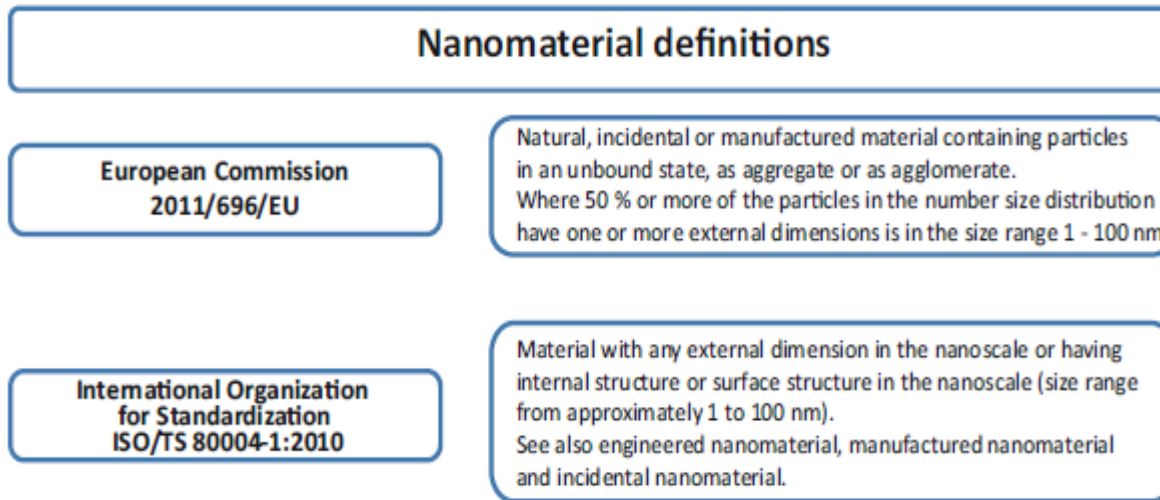 Nanomaterial definitions
European Commission
2011/696/EU
Natural, incidental or manufactured material containing particles
in an unbound state, as aggregate or as agglomerate.
Where 50 % or more of the particles in the number size distribution
have one or more external dimensions is in the size range 1 - 100 nm
International Organization
for Standardization
ISO/TS 80004-1:2010
Material with any external dimension in the nanoscale or having
internal structure or surface structure in the nanoscale (size range
from approximately 1 to 100 nm).
See also engineered nanomaterial, manufactured nanomaterial
and incidental nanomaterial.